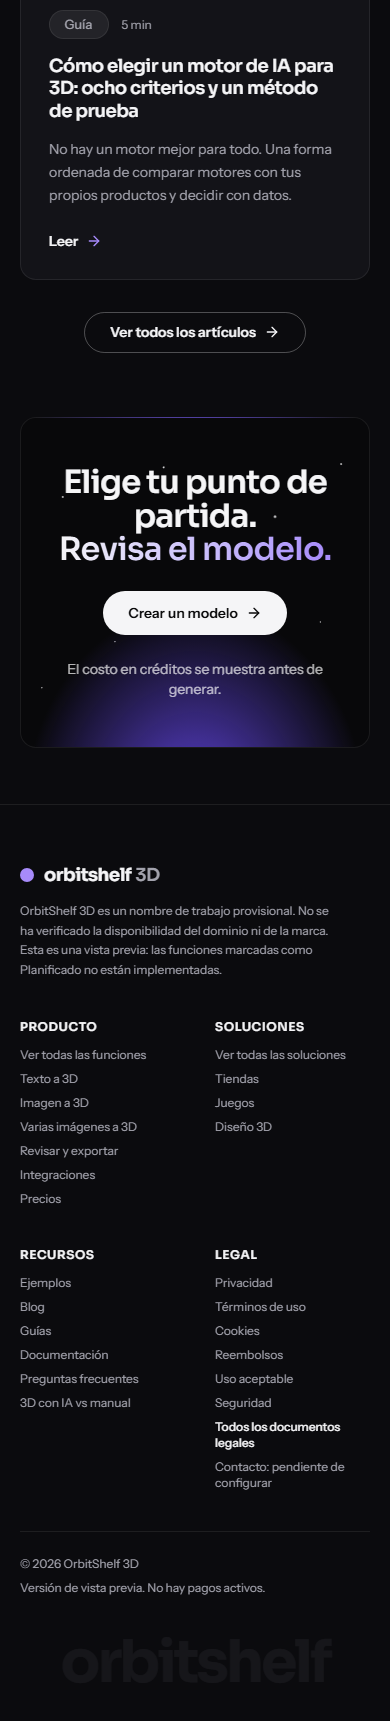 Guía 5 min
Cómo elegir un motor de IA para
3D: ocho criterios y un método
de prueba
No hay un motor mejor para todo. Una forma
ordenada de comparar motores con tus
propios productos y decidir con datos.
Leer →
Ver todos los artículos →
Elige tu punto de
partida.
Revisa el modelo.
Crear un modelo →
El costo en créditos se muestra antes de
generar.
orbitshelf 3D
OrbitShelf 3D es un nombre de trabajo provisional. No se
ha verificado la disponibilidad del dominio ni de la marca.
Esta es una vista previa: las funciones marcadas como
Planificado no están implementadas.
PRODUCTO
Ver todas las funciones
Texto a 3D
Imagen a 3D
Varias imágenes a 3D
Revisar y exportar
Integraciones
Precios
SOLUCIONES
Ver todas las soluciones
Tiendas
Juegos
Diseño 3D
RECURSOS
Ejemplos
Blog
Guías
Documentación
Preguntas frecuentes
3D con IA vs manual
LEGAL
Privacidad
Términos de uso
Cookies
Reembolsos
Uso aceptable
Seguridad
Todos los documentos
legales
Contacto: pendiente de
configurar
© 2026 OrbitShelf 3D
Versión de vista previa. No hay pagos activos.
orbitshelf